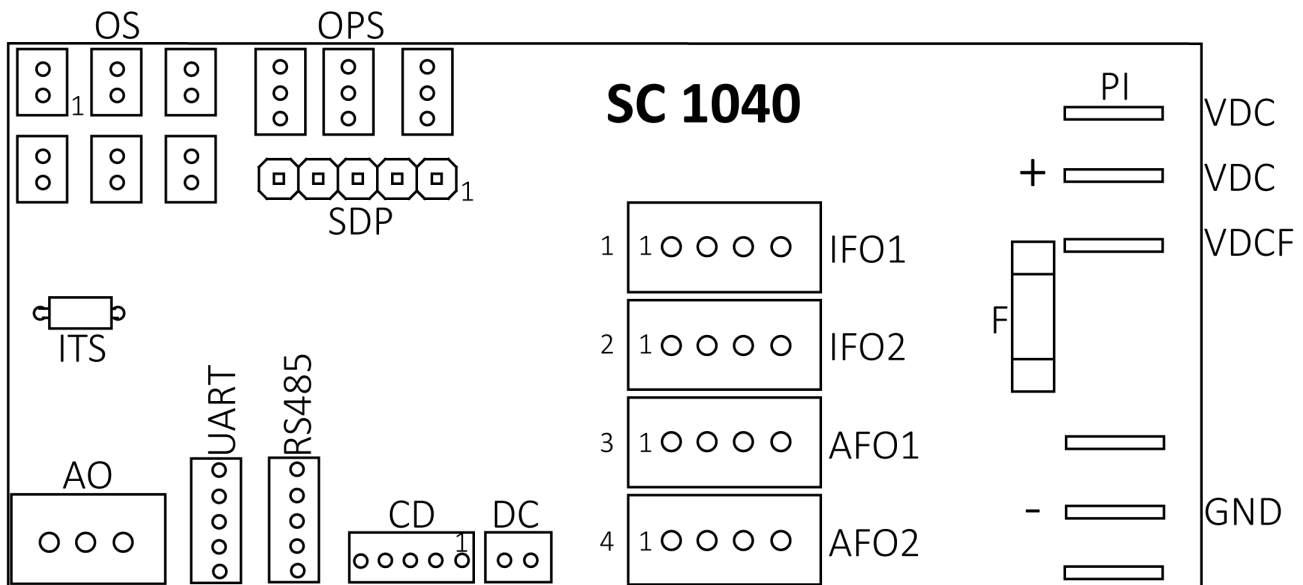 OS
OPS
1
SC 1040
PI
VDC
+
VDC
1
SDP
VDCF
1 1 IFO1
ITS
F
2 1 IFO2
UART
RS485
3 1 AFO1
AO
CD
DC
-
GND
1
4 1 AFO2